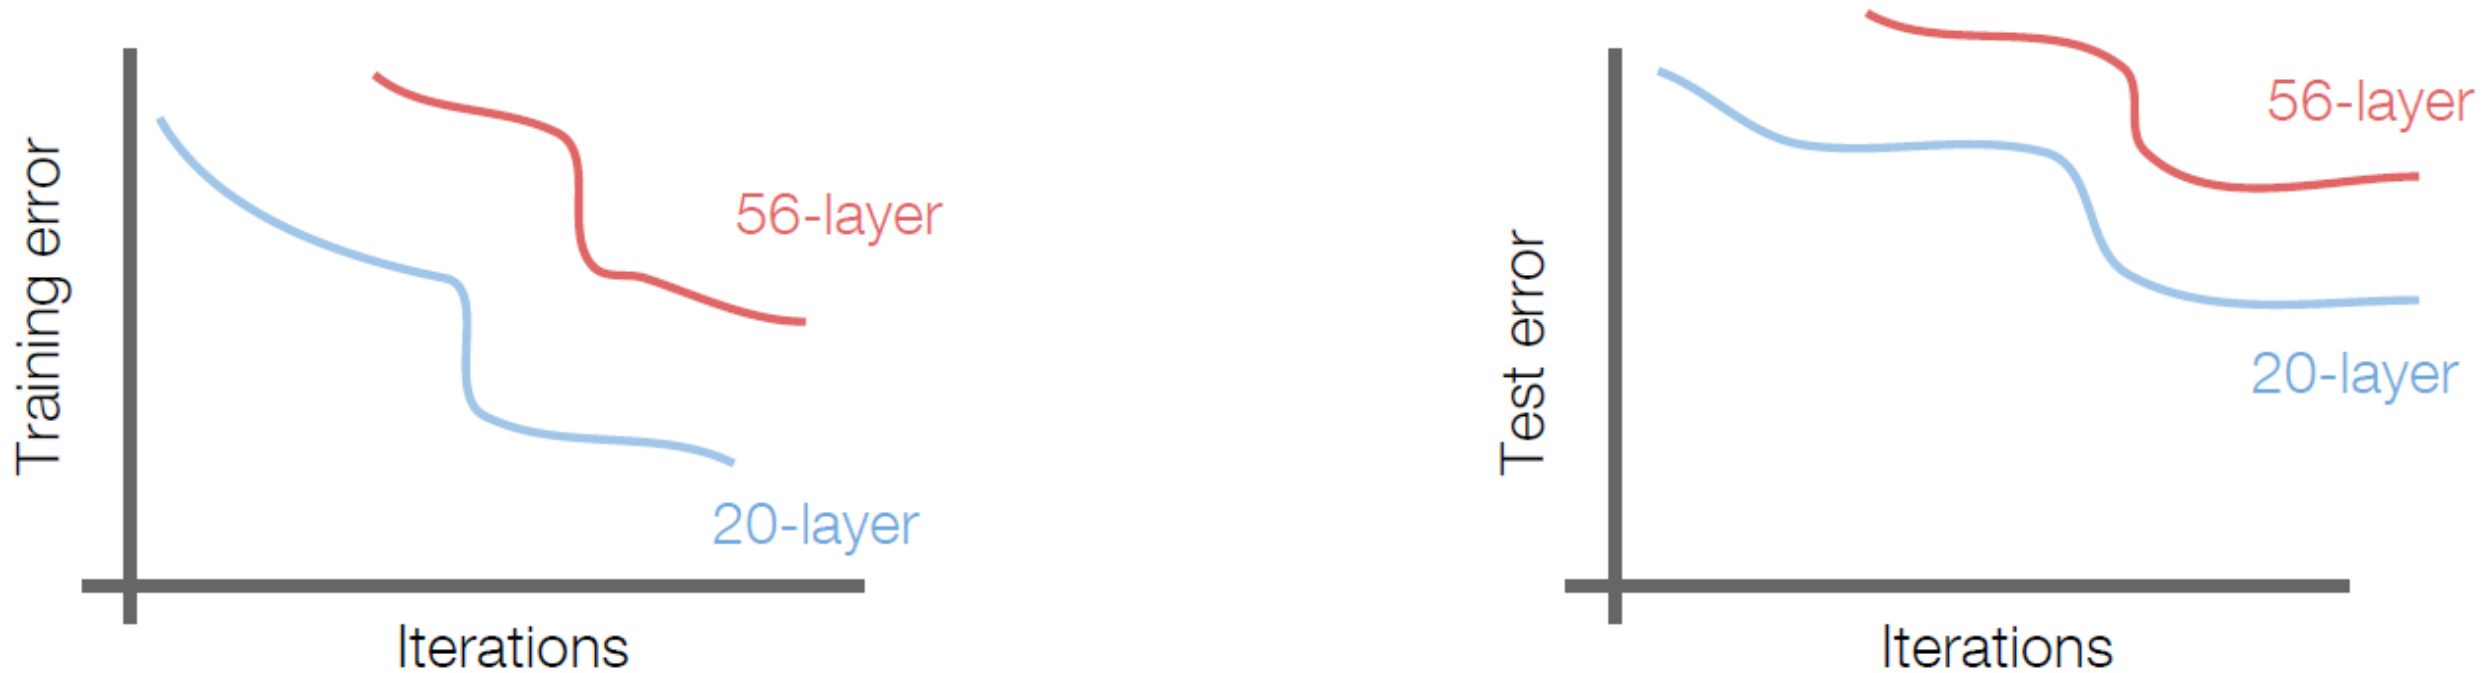 Training error
56-layer
20-layer
Iterations
Test error
56-layer
20-layer
Iterations